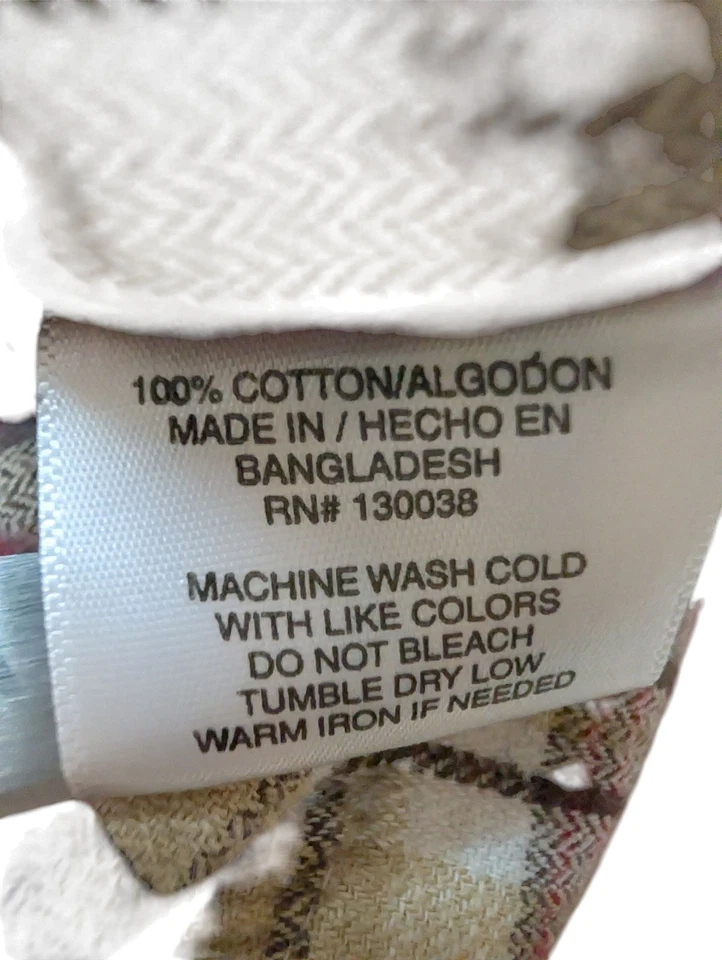 100% COTTON/ALGODÓN
MADE IN / HECHO EN
BANGLADESH
RN# 130038
MACHINE WASH COLD
WITH LIKE COLORS
DO NOT BLEACH
TUMBLE DRY LOW
WARM IRON IF NEEDED